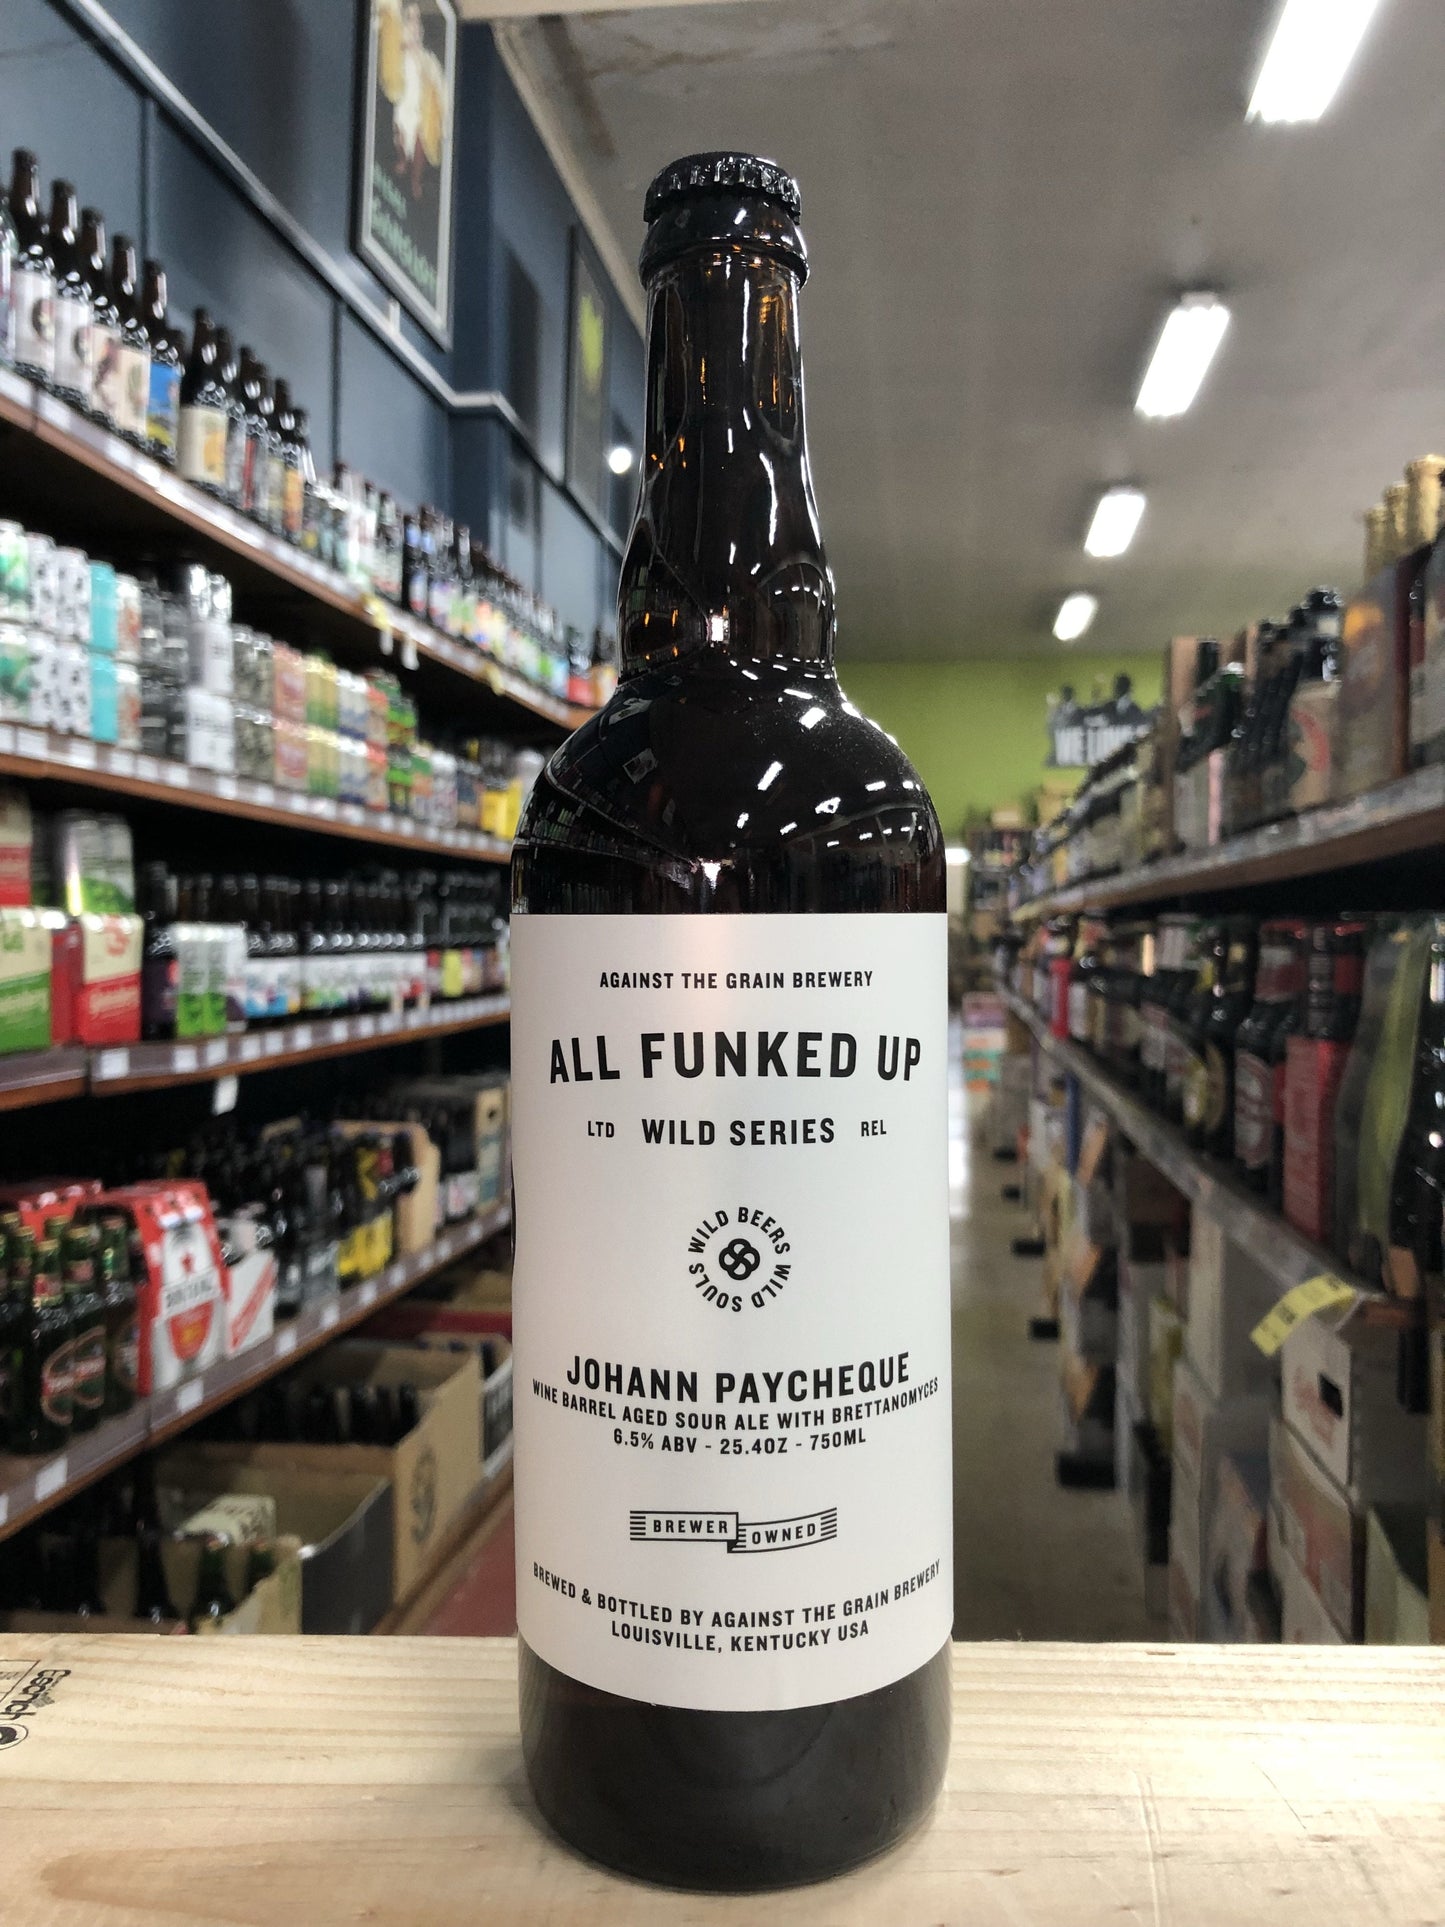 AGAINST THE GRAIN BREWERY
ALL FUNKED UP
LTD WILD SERIES REL
WILD BEERS WILD SOULS
JOHANN PAYCHEQUE
WINE BARREL AGED SOUR ALE WITH BRETTANOMYCES
6.5% ABV - 25.4OZ - 750ML
BREWER OWNED
BREWED & BOTTLED BY AGAINST THE GRAIN BREWERY
LOUISVILLE, KENTUCKY USA